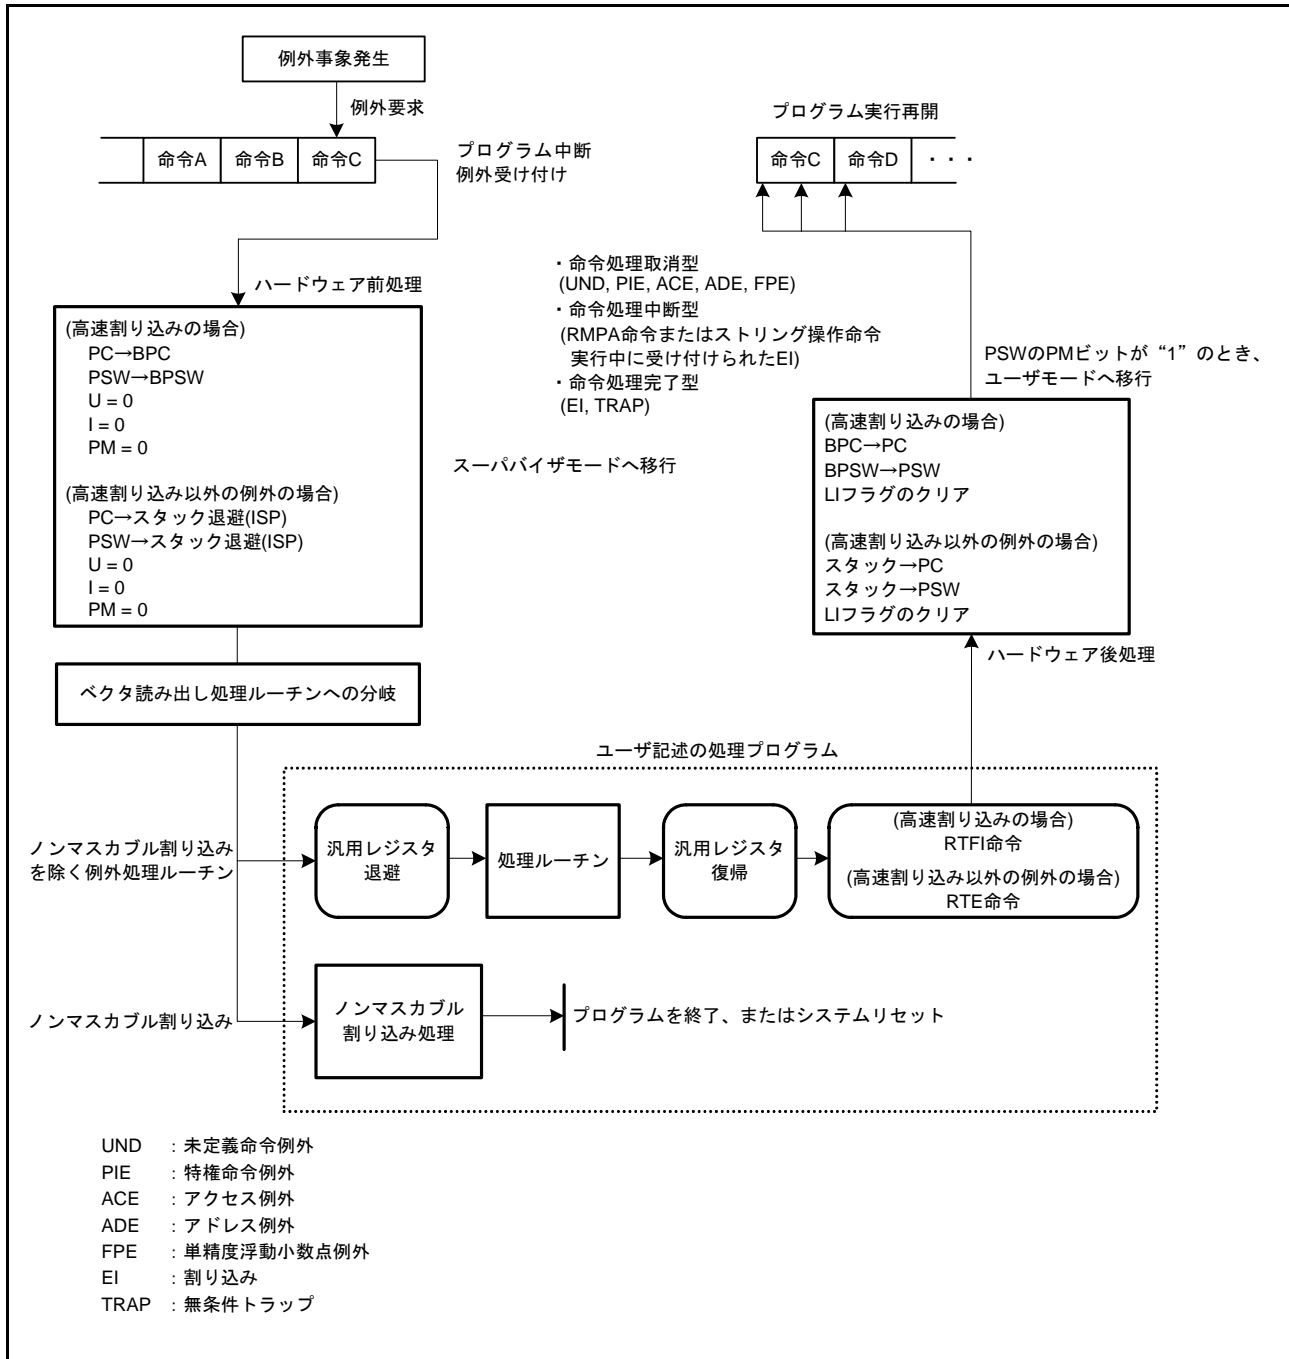 例外事象発生
例外要求
命令A 命令B 命令C
プログラム中断
例外受け付け
プログラム実行再開
命令C 命令D ・・・
ハードウェア前処理
(高速割り込みの場合)
PC→BPC
PSW→BPSW
U = 0
I = 0
PM = 0
(高速割り込み以外の例外の場合)
PC→スタック退避(ISP)
PSW→スタック退避(ISP)
U = 0
I = 0
PM = 0
・命令処理取消型
(UND, PIE, ACE, ADE, FPE)
・命令処理中断型
(RMPA命令またはストリング操作命令
実行中に受け付けられたEI)
・命令処理完了型
(EI, TRAP)
スーパバイザモードへ移行
PSWのPMビットが“1”のとき、
ユーザモードへ移行
(高速割り込みの場合)
BPC→PC
BPSW→PSW
LIフラグのクリア
(高速割り込み以外の例外の場合)
スタック→PC
スタック→PSW
LIフラグのクリア
ハードウェア後処理
ベクタ読み出し処理ルーチンへの分岐
ユーザ記述の処理プログラム
ノンマスカブル割り込み
を除く例外処理ルーチン
汎用レジスタ
退避
処理ルーチン
汎用レジスタ
復帰
(高速割り込みの場合)
RTFI命令
(高速割り込み以外の例外の場合)
RTE命令
ノンマスカブル割り込み
ノンマスカブル
割り込み処理
プログラムを終了、またはシステムリセット
UND : 未定義命令例外
PIE : 特権命令例外
ACE : アクセス例外
ADE : アドレス例外
FPE : 単精度浮動小数点例外
EI : 割り込み
TRAP : 無条件トラップ